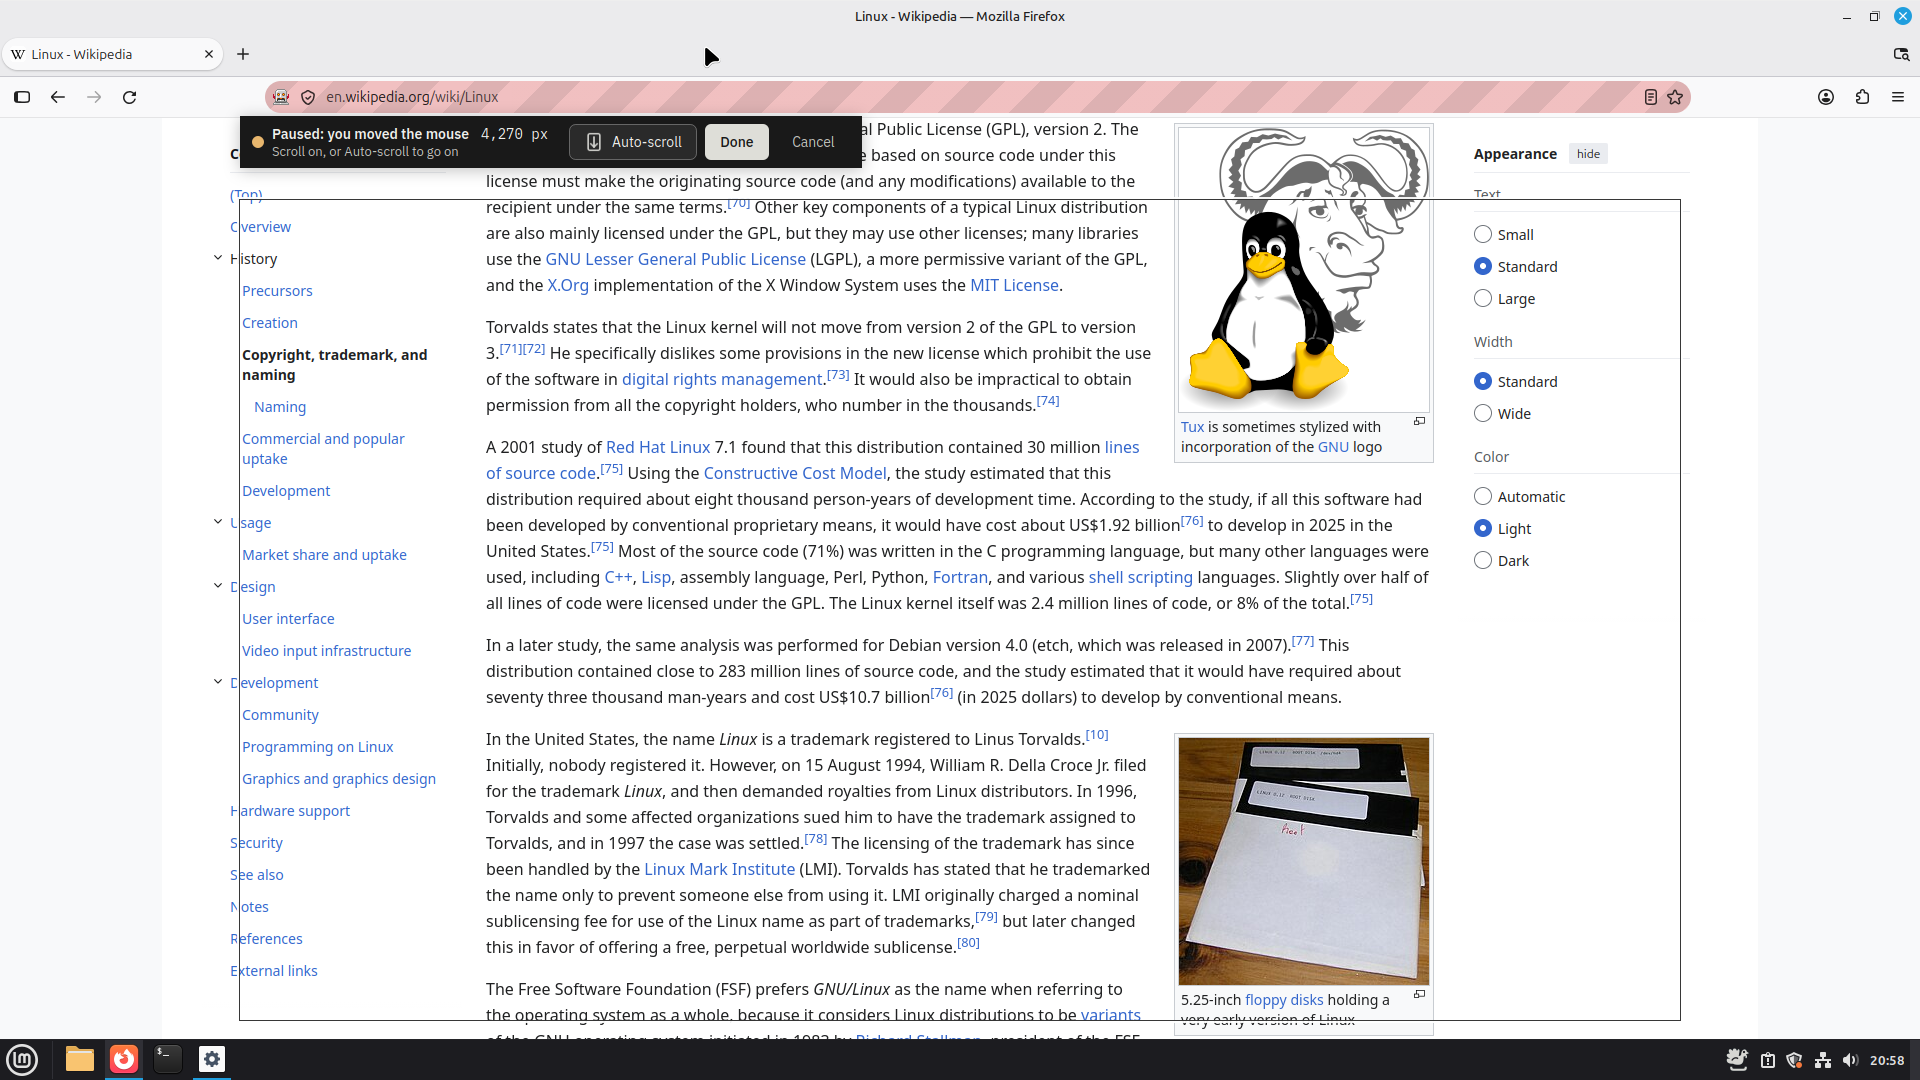 Linux - Wikipedia — Mozilla Firefox
Linux - Wikipedia
en.wikipedia.org/wiki/Linux
Paused: you moved the mouse
4,270 px
Scroll on, or Auto-scroll to go on
Auto-scroll
Done
Cancel
(Top)
Overview
History
Precursors
Creation
Copyright, trademark, and
naming
Naming
Commercial and popular
uptake
Development
Usage
Market share and uptake
Design
User interface
Video input infrastructure
Development
Community
Programming on Linux
Graphics and graphics design
Hardware support
Security
See also
Notes
References
External links
al Public License (GPL), version 2. The
based on source code under this
license must make the originating source code (and any modifications) available to the
recipient under the same terms.[70] Other key components of a typical Linux distribution
are also mainly licensed under the GPL, but they may use other licenses; many libraries
use the GNU Lesser General Public License (LGPL), a more permissive variant of the GPL,
and the X.Org implementation of the X Window System uses the MIT License.
Torvalds states that the Linux kernel will not move from version 2 of the GPL to version
3.[71][72] He specifically dislikes some provisions in the new license which prohibit the use
of the software in digital rights management.[73] It would also be impractical to obtain
permission from all the copyright holders, who number in the thousands.[74]
A 2001 study of Red Hat Linux 7.1 found that this distribution contained 30 million lines
of source code.[75] Using the Constructive Cost Model, the study estimated that this
distribution required about eight thousand person-years of development time. According to the study, if all this software had
been developed by conventional proprietary means, it would have cost about US$1.92 billion[76] to develop in 2025 in the
United States.[75] Most of the source code (71%) was written in the C programming language, but many other languages were
used, including C++, Lisp, assembly language, Perl, Python, Fortran, and various shell scripting languages. Slightly over half of
all lines of code were licensed under the GPL. The Linux kernel itself was 2.4 million lines of code, or 8% of the total.[75]
In a later study, the same analysis was performed for Debian version 4.0 (etch, which was released in 2007).[77] This
distribution contained close to 283 million lines of source code, and the study estimated that it would have required about
seventy three thousand man-years and cost US$10.7 billion[76] (in 2025 dollars) to develop by conventional means.
In the United States, the name Linux is a trademark registered to Linus Torvalds.[10]
Initially, nobody registered it. However, on 15 August 1994, William R. Della Croce Jr. filed
for the trademark Linux, and then demanded royalties from Linux distributors. In 1996,
Torvalds and some affected organizations sued him to have the trademark assigned to
Torvalds, and in 1997 the case was settled.[78] The licensing of the trademark has since
been handled by the Linux Mark Institute (LMI). Torvalds has stated that he trademarked
the name only to prevent someone else from using it. LMI originally charged a nominal
sublicensing fee for use of the Linux name as part of trademarks,[79] but later changed
this in favor of offering a free, perpetual worldwide sublicense.[80]
The Free Software Foundation (FSF) prefers GNU/Linux as the name when referring to
the operating system as a whole, because it considers Linux distributions to be variants
of the GNU operating system initiated in 1983 by Richard Stallman, president of the FSF.
Tux is sometimes stylized with
incorporation of the GNU logo
5.25-inch floppy disks holding a
very early version of Linux
Appearance
hide
Text
Small
Standard
Large
Width
Standard
Wide
Color
Automatic
Light
Dark
20:58